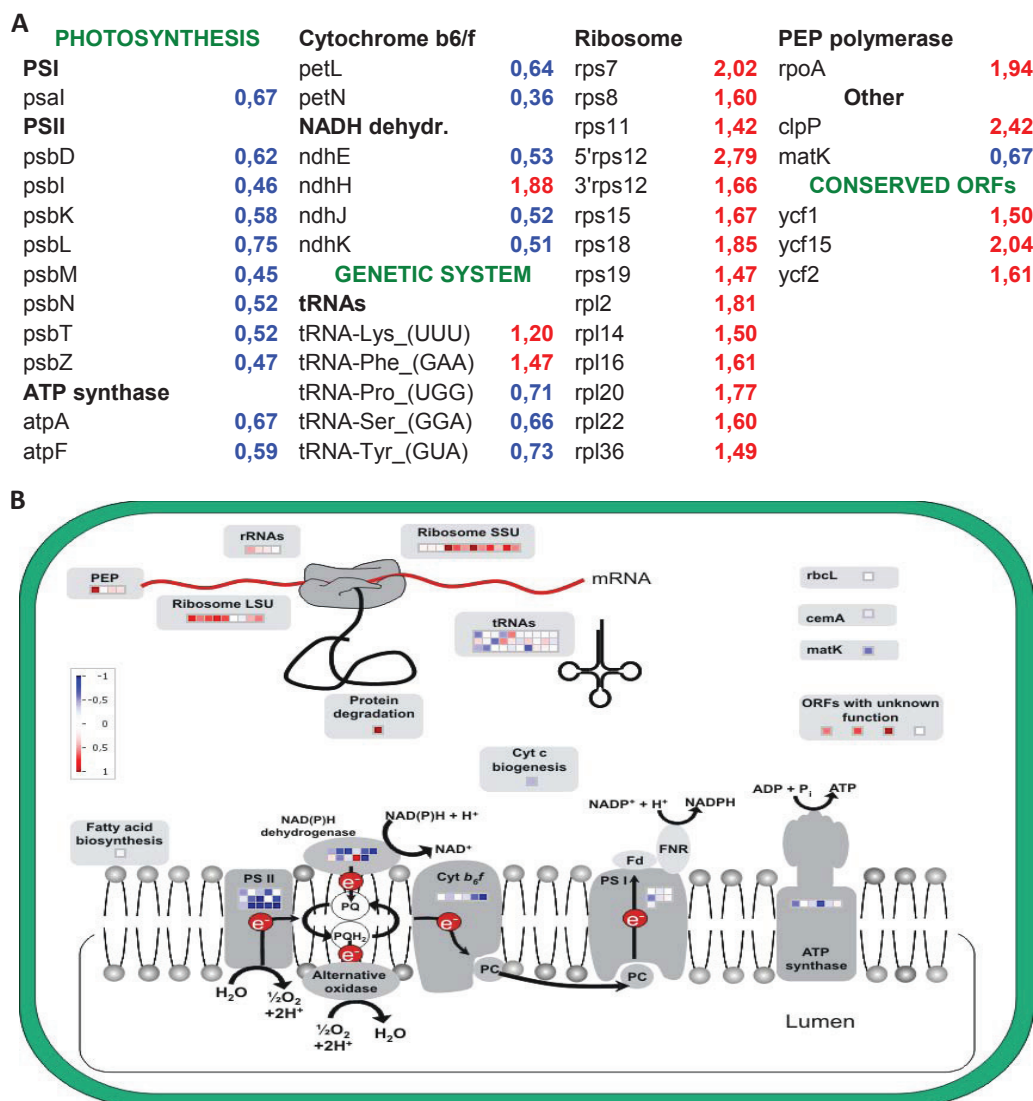 A
PHOTOSYNTHESIS
PSI
psaI 0,67
PSII
psbD 0,62
psbI 0,46
psbK 0,58
psbL 0,75
psbM 0,45
psbN 0,52
psbT 0,52
psbZ 0,47
ATP synthase
atpA 0,67
atpF 0,59
Cytochrome b6/f
petL 0,64
petN 0,36
NADH dehydr.
ndhE 0,53
ndhH 1,88
ndhJ 0,52
ndhK 0,51
GENETIC SYSTEM
tRNAs
tRNA-Lys_(UUU) 1,20
tRNA-Phe_(GAA) 1,47
tRNA-Pro_(UGG) 0,71
tRNA-Ser_(GGA) 0,66
tRNA-Tyr_(GUA) 0,73
Ribosome
rps7 2,02
rps8 1,60
rps11 1,42
5'rps12 2,79
3'rps12 1,66
rps15 1,67
rps18 1,85
rps19 1,47
rpl2 1,81
rpl14 1,50
rpl16 1,61
rpl20 1,77
rpl22 1,60
rpl36 1,49
PEP polymerase
rpoA 1,94
Other
clpP 2,42
matK 0,67
CONSERVED ORFs
ycf1 1,50
ycf15 2,04
ycf2 1,61
B
rRNAs
Ribosome SSU
PEP
mRNA
Ribosome LSU
tRNAs
rbcL
cemA
matK
-1
-0,5
0
0,5
1
Protein
degradation
ORFs with unknown
function
Cyt c
biogenesis
Fatty acid
biosynthesis
NAD(P)H
dehydrogenase
NAD(P)H + H⁺
NAD⁺
NADP⁺ + H⁺
NADPH
ADP + Pᵢ
ATP
FNR
Fd
PS II
Cyt b₆f
PS I
e⁻
PQ
e⁻
e⁻
e⁻
PQH₂
e⁻
PC
PC
ATP
synthase
Alternative
oxidase
H₂O
½O₂
+2H⁺
½O₂
+2H⁺
H₂O
Lumen